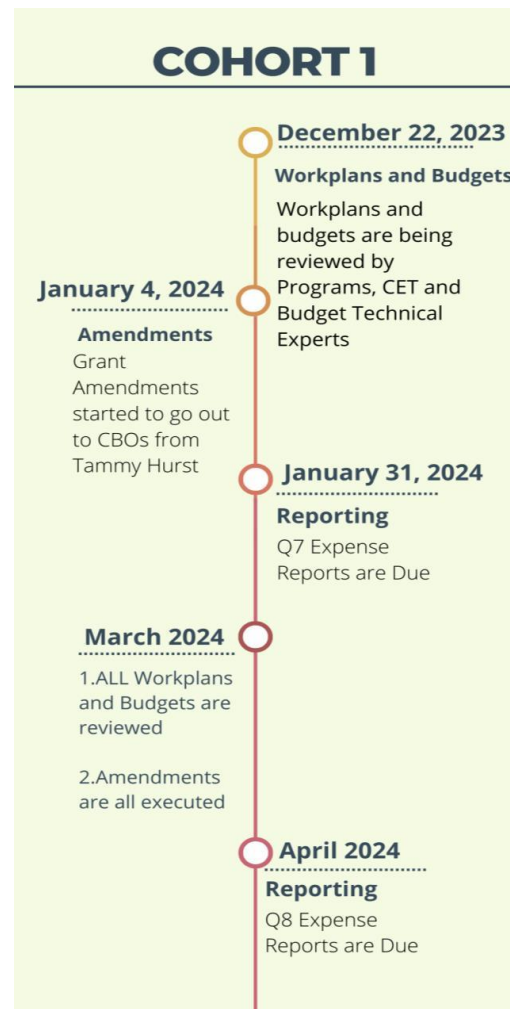 COHORT 1
December 22, 2023
Workplans and Budgets
Workplans and
budgets are being
reviewed by
Programs, CET and
Budget Technical
Experts
January 4, 2024
Amendments
Grant
Amendments
started to go out
to CBOs from
Tammy Hurst
January 31, 2024
Reporting
Q7 Expense
Reports are Due
March 2024
1.ALL Workplans
and Budgets are
reviewed
2.Amendments
are all executed
April 2024
Reporting
Q8 Expense
Reports are Due